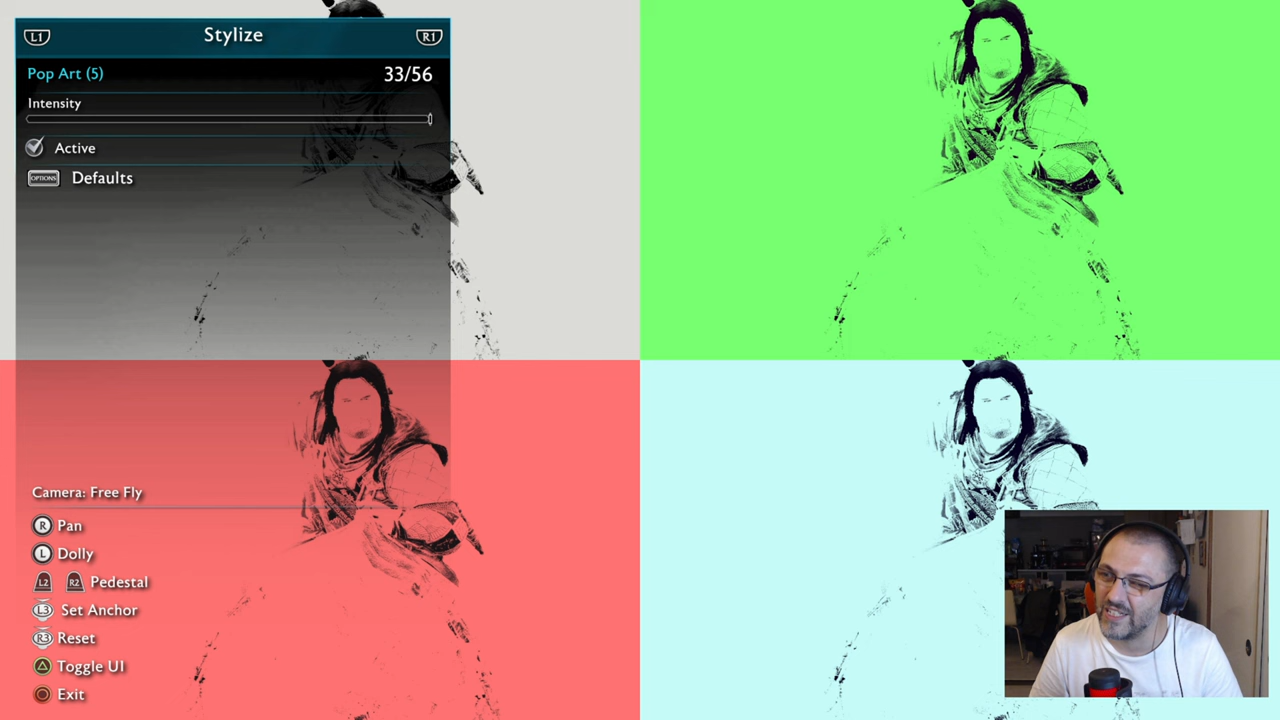 L1 Stylize R1
Pop Art (5) 33/56
Intensity
Active
OPTIONS Defaults
Camera: Free Fly
R Pan
L Dolly
L2 R2 Pedestal
L3 Set Anchor
R3 Reset
Toggle UI
Exit